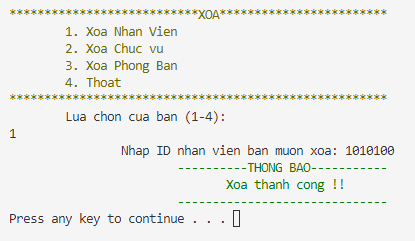 ***************************XOA************************
1. Xoa Nhan Vien
2. Xoa Chuc vu
3. Xoa Phong Ban
4. Thoat
******************************************************
Lua chon cua ban (1-4):
1
Nhap ID nhan vien ban muon xoa: 1010100
----------THONG BAO-----------
Xoa thanh cong !!
------------------------------
Press any key to continue . . .